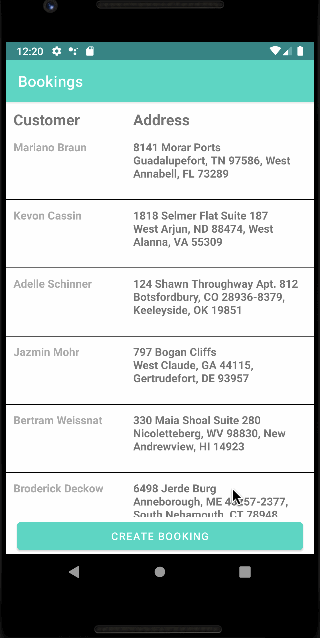 12:20
Bookings
Customer Address
Mariano Braun 8141 Morar Ports
Guadalupefort, TN 97586, West
Annabell, FL 73289
Kevon Cassin 1818 Selmer Flat Suite 187
West Arjun, ND 88474, West
Alanna, VA 55309
Adelle Schinner 124 Shawn Throughway Apt. 812
Botsfordbury, CO 28936-8379,
Keeleyside, OK 19851
Jazmin Mohr 797 Bogan Cliffs
West Claude, GA 44115,
Gertrudefort, DE 93957
Bertram Weissnat 330 Maia Shoal Suite 280
Nicoletteberg, WV 98830, New
Andrewview, HI 14923
Broderick Deckow 6498 Jerde Burg
Anneborough, ME
South Nehamouth, CT 78948
CREATE BOOKING